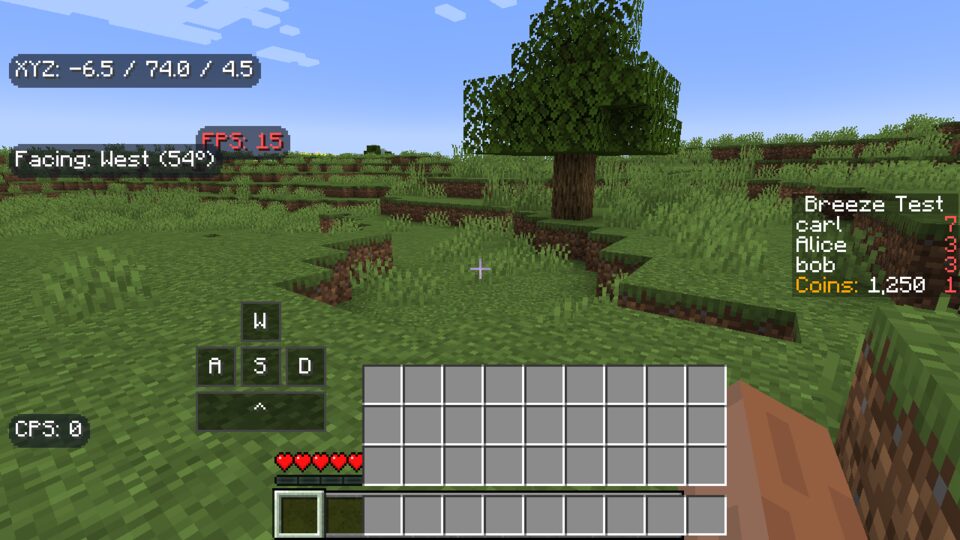 XYZ: -6.5 / 74.0 / 4.5
FPS: 15
Facing: West (54°)
Breeze Test
carl 7
Alice 3
bob 3
Coins: 1,250 1
W
A S D
^
CPS: 0